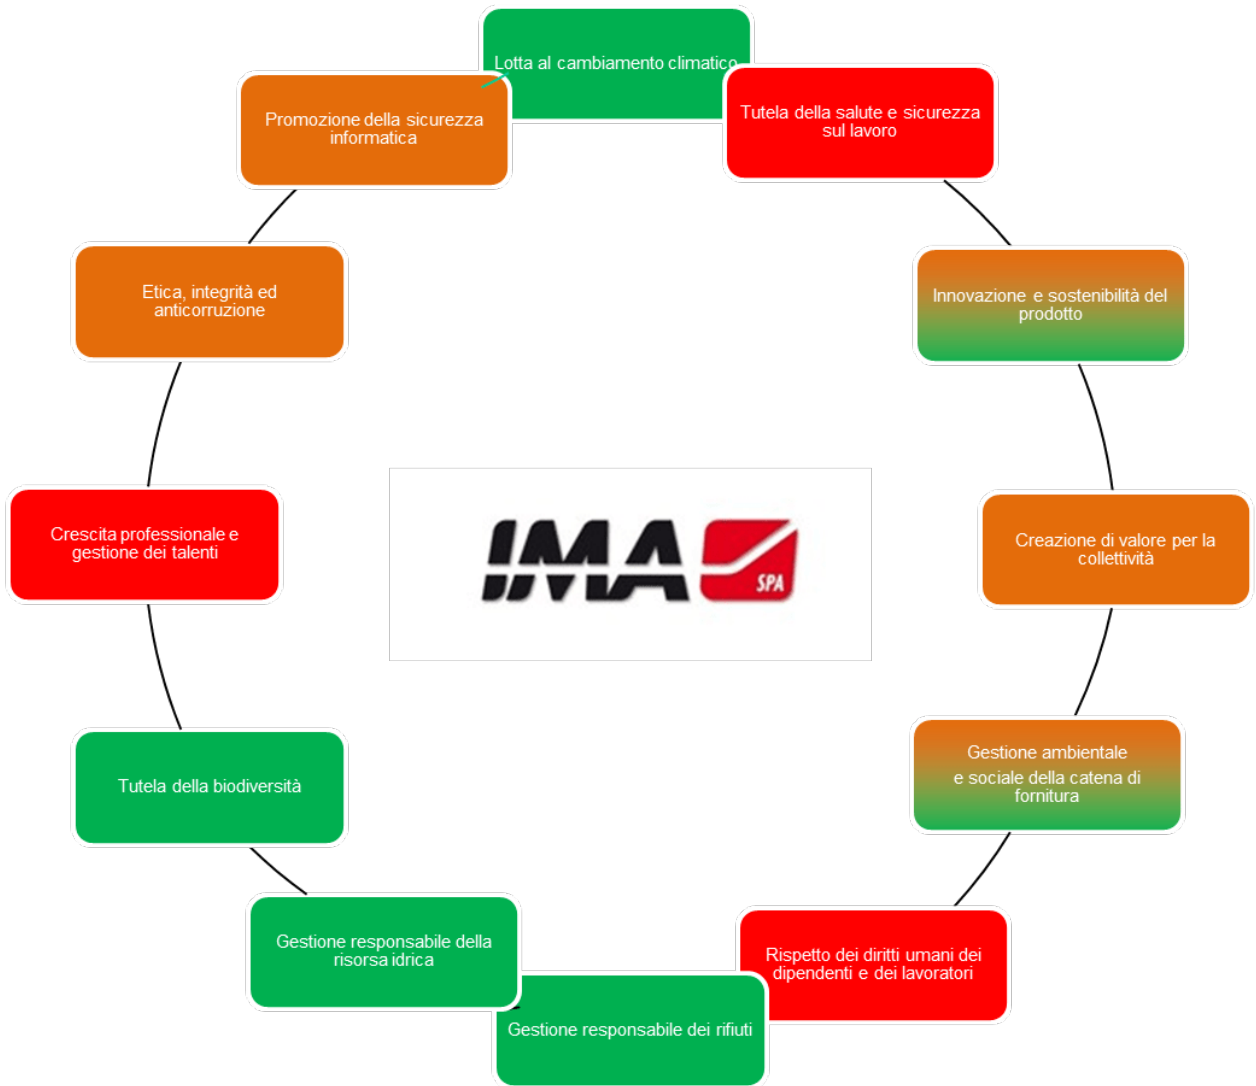 Lotta al cambiamento climatico
Tutela della salute e sicurezza
sul lavoro
Innovazione e sostenibilità del
prodotto
Creazione di valore per la
collettività
Gestione ambientale
e sociale della catena di
fornitura
Rispetto dei diritti umani dei
dipendenti e dei lavoratori
Gestione responsabile dei rifiuti
Gestione responsabile della
risorsa idrica
Tutela della biodiversità
Crescita professionale e
gestione dei talenti
Etica, integrità ed
anticorruzione
Promozione della sicurezza
informatica
IMA
SPA